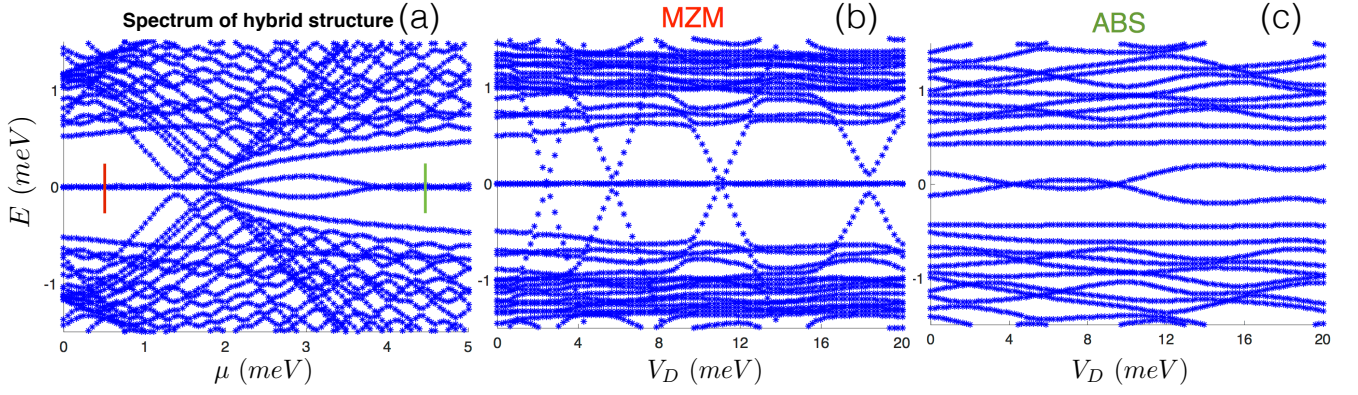 Spectrum of hybrid structure (a)
MZM (b)
ABS (c)
E (meV)
1
0
-1
0 1 2 3 4 5
μ (meV)
1
0
-1
0 4 8 12 16 20
V_D (meV)
1
0
-1
0 4 8 12 16 20
V_D (meV)